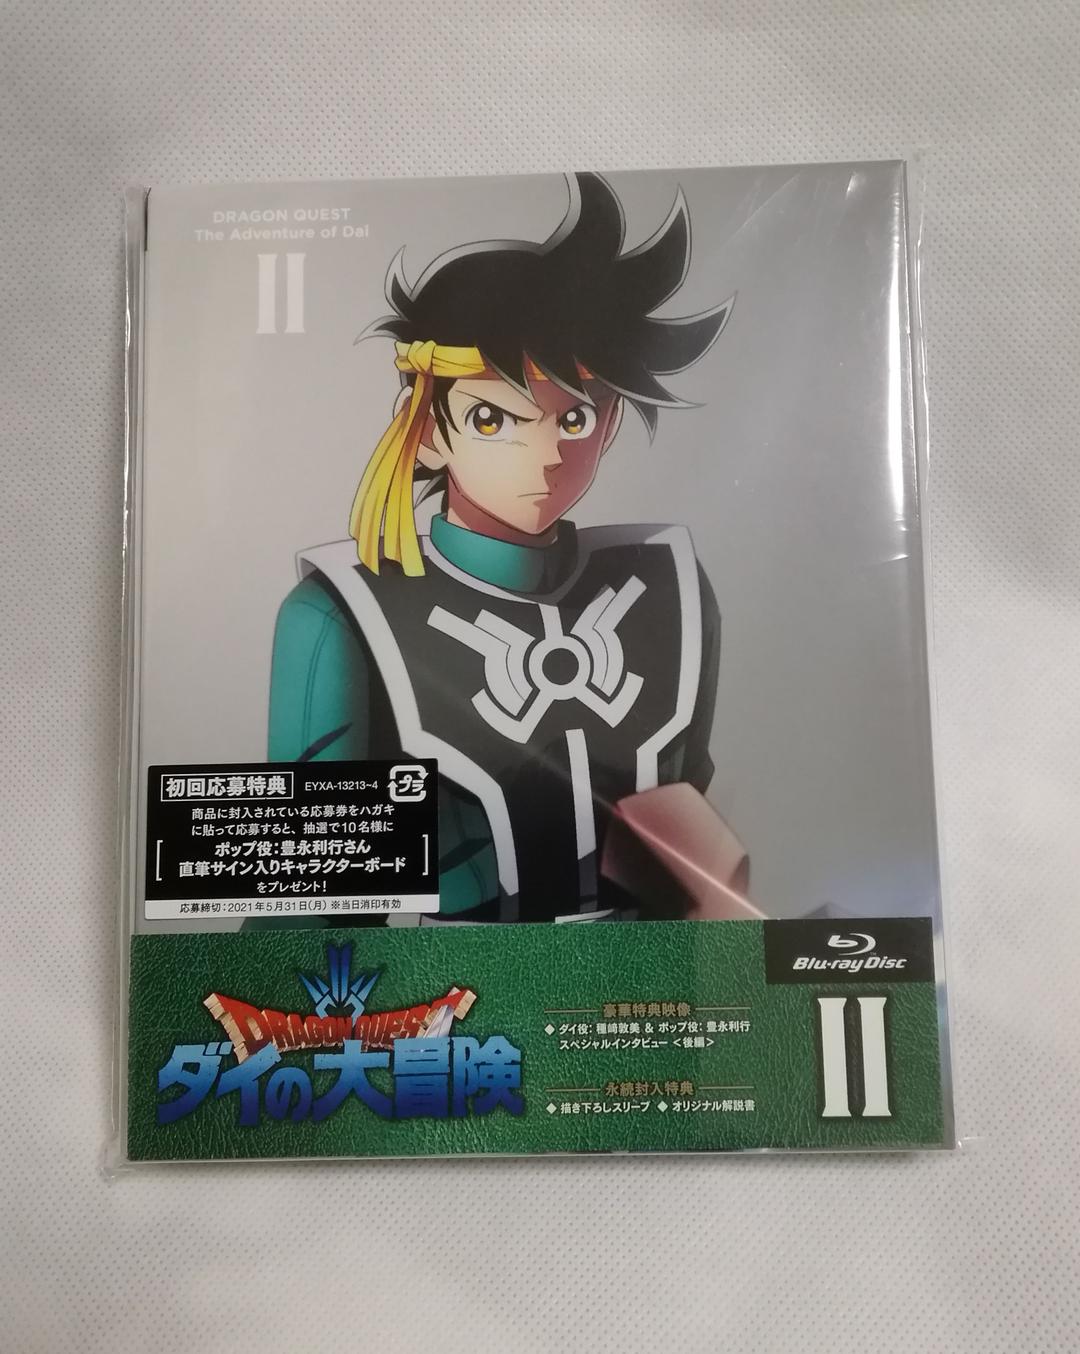 DRAGON QUEST
The Adventure of Dai
II
初回応募特典
EYXA-13213~4
プラ
商品に封入されている応募券をハガキ
に貼って応募すると、抽選で10名様に
ポップ役：豊永利行さん
直筆サイン入りキャラクターボード
をプレゼント！
応募締切：2021年5月31日(月) ※当日消印有効
DRAGON QUEST
ダイの大冒険
豪華特典映像
◆ ダイ役：種﨑敦美 & ポップ役：豊永利行
スペシャルインタビュー＜後編＞
永続封入特典
◆ 描き下ろしスリーブ ◆ オリジナル解説書
Blu-ray Disc
II